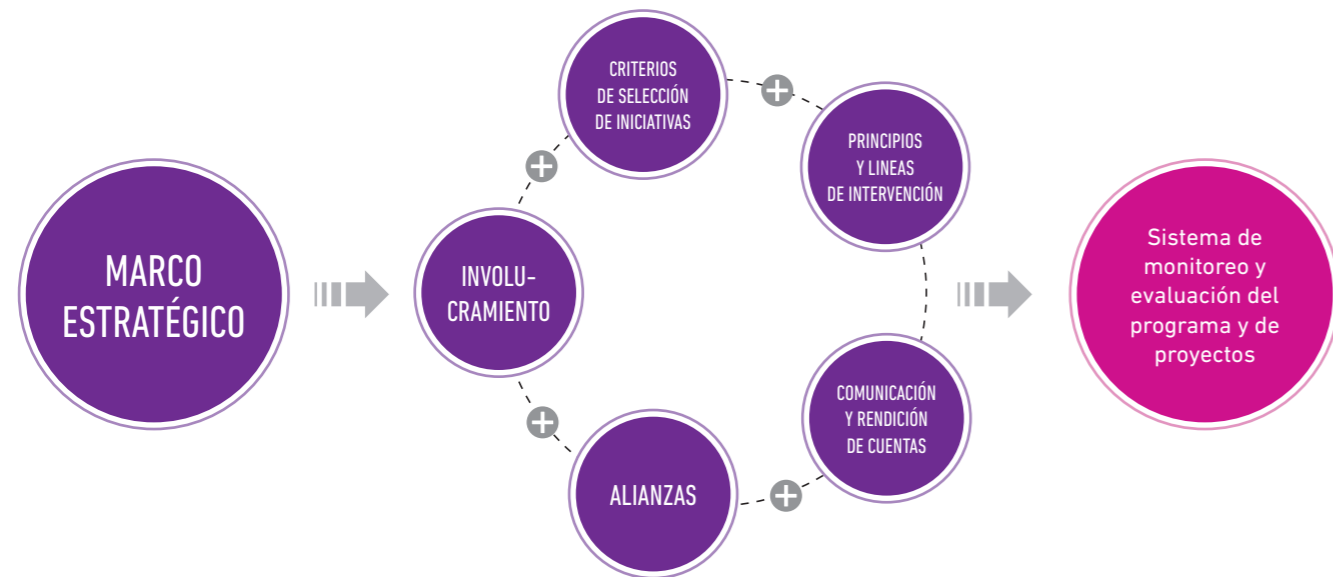 MARCO
ESTRATÉGICO
INVOLU-
CRAMIENTO
CRITERIOS
DE SELECCIÓN
DE INICIATIVAS
PRINCIPIOS
Y LINEAS
DE INTERVENCIÓN
COMUNICACIÓN
Y RENDICIÓN
DE CUENTAS
ALIANZAS
Sistema de
monitoreo y
evaluación del
programa y de
proyectos